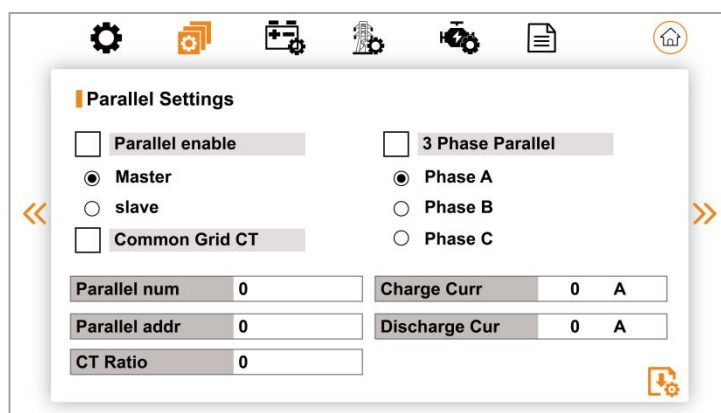 Parallel Settings
Parallel enable
Master
slave
Common Grid CT
3 Phase Parallel
Phase A
Phase B
Phase C
Parallel num 0
Parallel addr 0
CT Ratio 0
Charge Curr 0 A
Discharge Cur 0 A